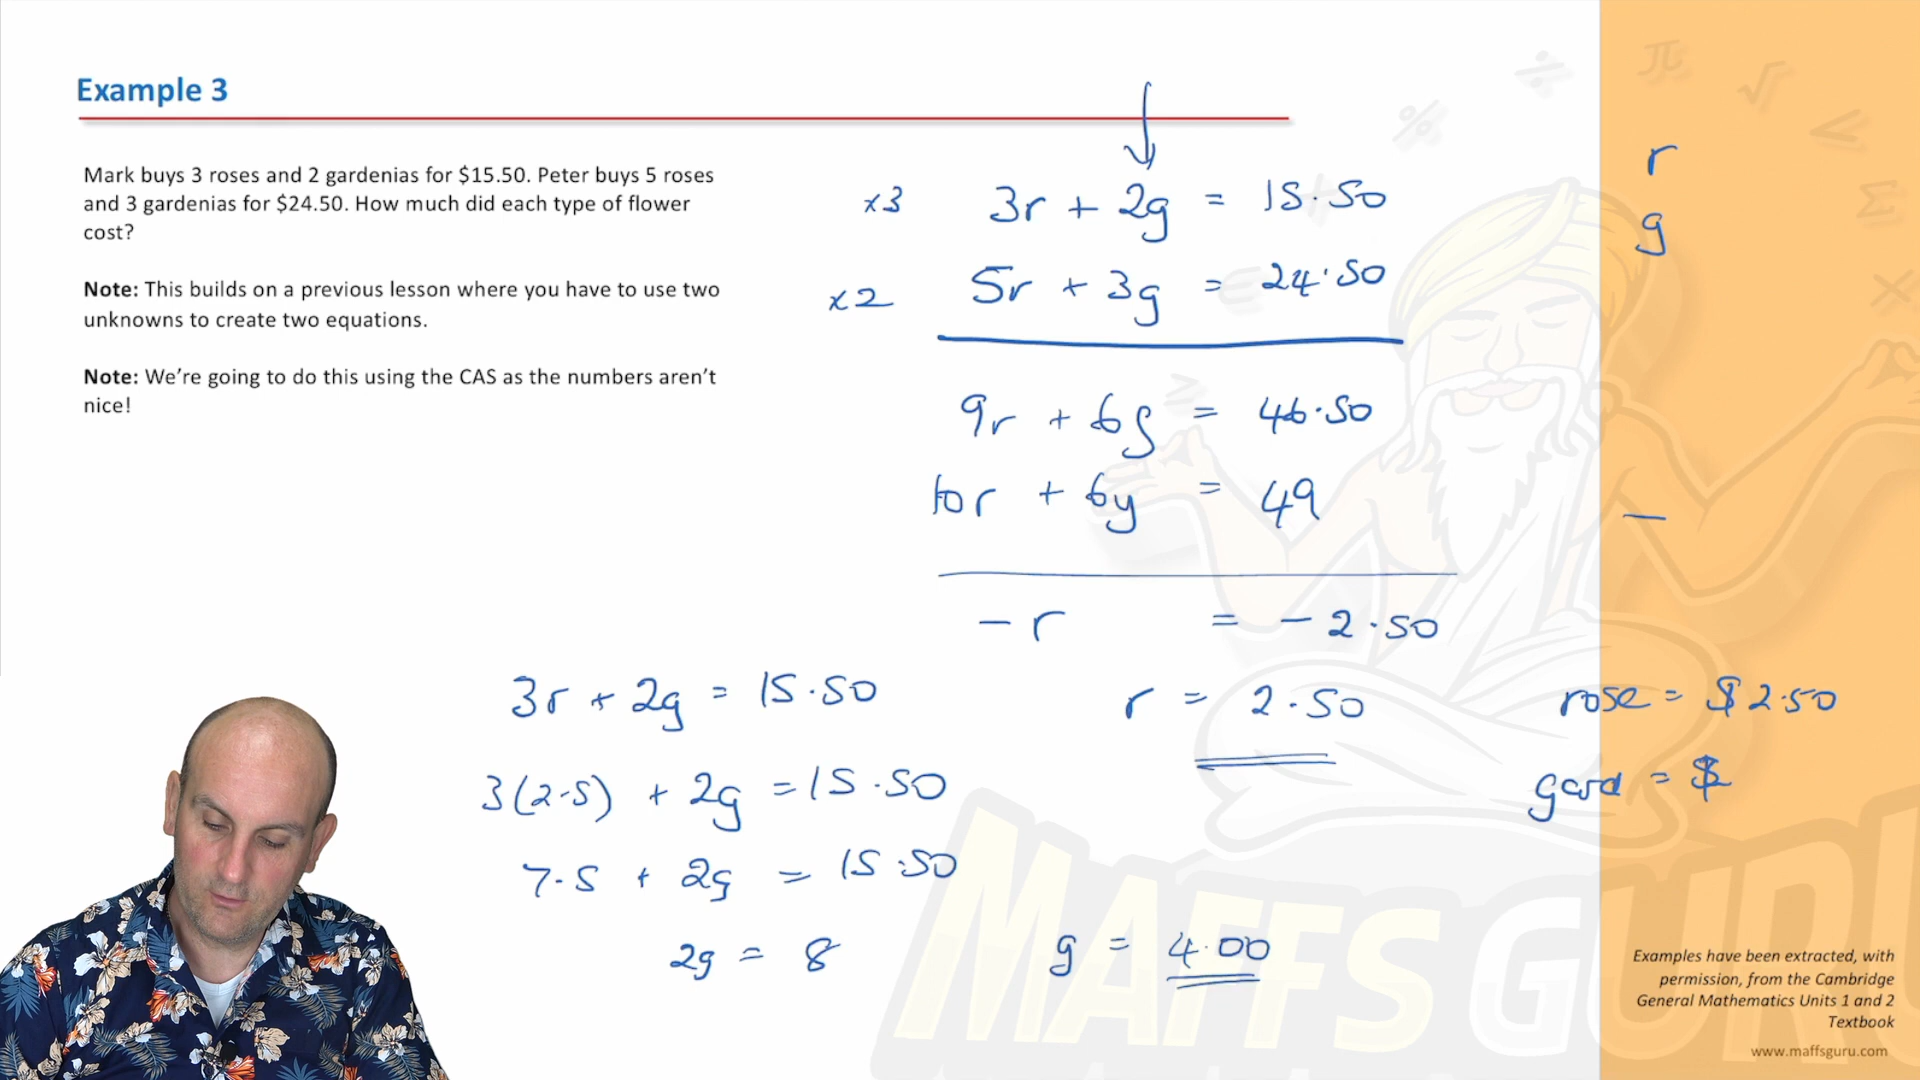 Example 3
Mark buys 3 roses and 2 gardenias for $15.50. Peter buys 5 roses
and 3 gardenias for $24.50. How much did each type of flower
cost?
Note: This builds on a previous lesson where you have to use two
unknowns to create two equations.
Note: We’re going to do this using the CAS as the numbers aren’t
nice!
x3 3r + 2g = 15.50
x2 5r + 3g = 24.50
9r + 6g = 46.50
10r + 6y = 49
-r = -2.50
r = 2.50
3r + 2g = 15.50
3(2.5) + 2g = 15.50
7.5 + 2g = 15.50
2g = 8
g = 4.00
r
g
–
rose = $2.50
gard = $
MAFFS GURU
Examples have been extracted, with
permission, from the Cambridge
General Mathematics Units 1 and 2
Textbook
www.maffsguru.com